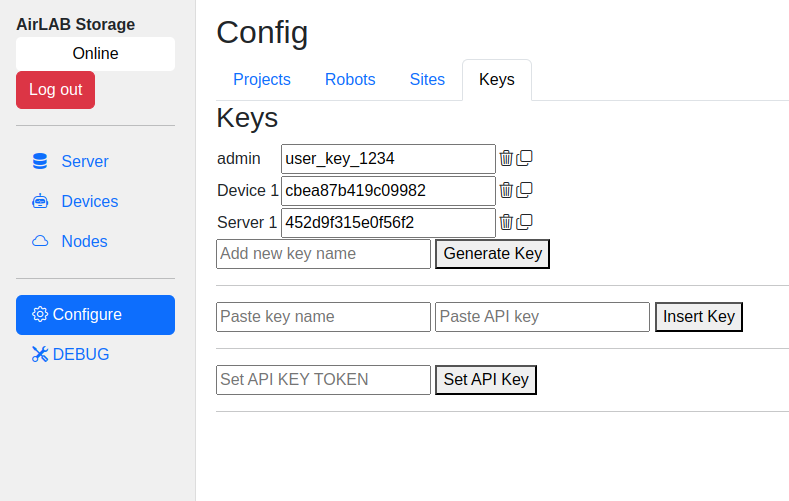 AirLAB Storage
Online
Log out
Server
Devices
Nodes
Configure
DEBUG
Config
Projects Robots Sites Keys
Keys
admin user_key_1234
Device 1 cbea87b419c09982
Server 1 452d9f315e0f56f2
Add new key name Generate Key
Paste key name Paste API key Insert Key
Set API KEY TOKEN Set API Key